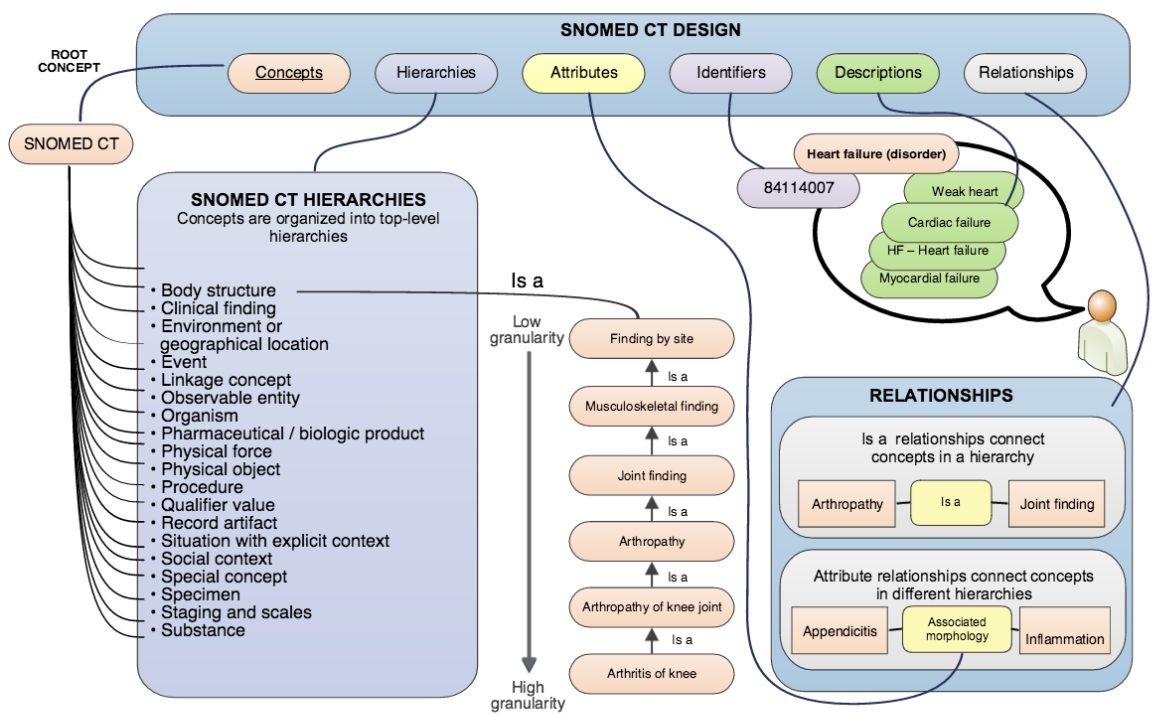 SNOMED CT DESIGN
ROOT
CONCEPT
Concepts
Hierarchies
Attributes
Identifiers
Descriptions
Relationships
SNOMED CT
Heart failure (disorder)
84114007
Weak heart
Cardiac failure
HF – Heart failure
Myocardial failure
SNOMED CT HIERARCHIES
Concepts are organized into top-level
hierarchies
• Body structure
• Clinical finding
• Environment or
geographical location
• Event
• Linkage concept
• Observable entity
• Organism
• Pharmaceutical / biologic product
• Physical force
• Physical object
• Procedure
• Qualifier value
• Record artifact
• Situation with explicit context
• Social context
• Special concept
• Specimen
• Staging and scales
• Substance
Is a
Low
granularity
High
granularity
Finding by site
Is a
Musculoskeletal finding
Is a
Joint finding
Is a
Arthropathy
Is a
Arthropathy of knee joint
Is a
Arthritis of knee
RELATIONSHIPS
Is a relationships connect
concepts in a hierarchy
Arthropathy
Is a
Joint finding
Attribute relationships connect concepts
in different hierarchies
Appendicitis
Associated
morphology
Inflammation